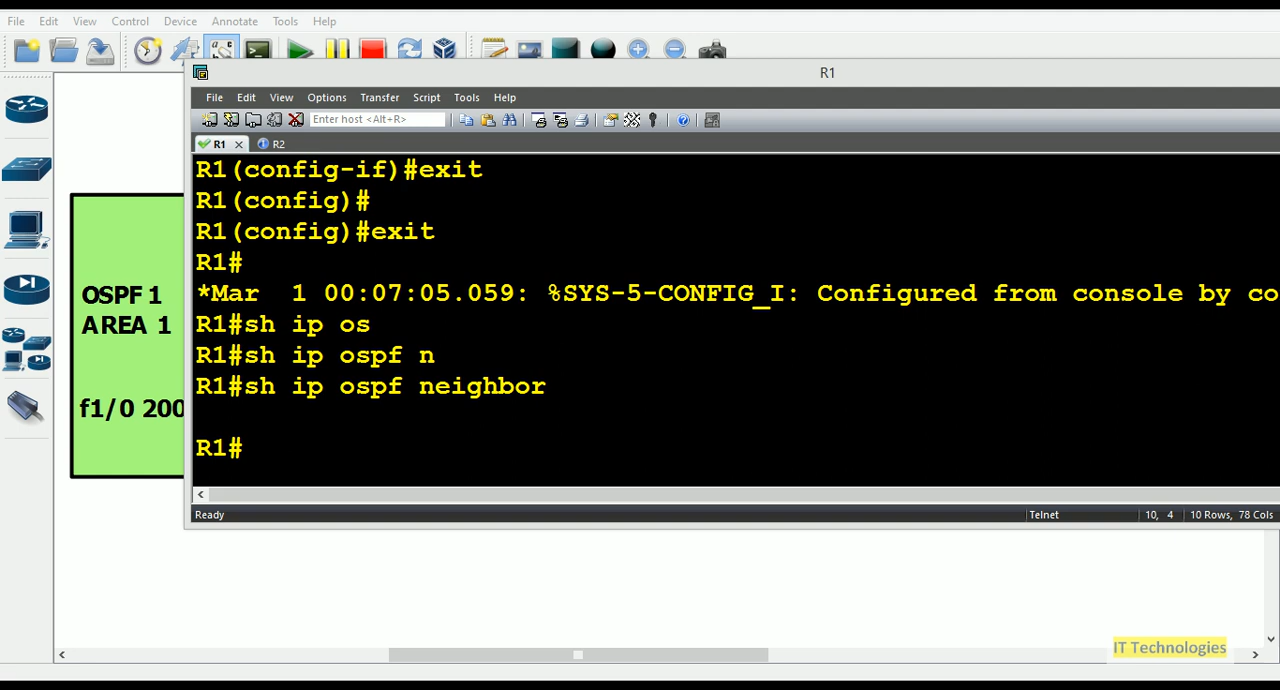 File Edit View Control Device Annotate Tools Help
R1
File Edit View Options Transfer Script Tools Help
Enter host <Alt+R>
R1 R2
R1(config-if)#exit
R1(config)#
R1(config)#exit
R1#
*Mar 1 00:07:05.059: %SYS-5-CONFIG_I: Configured from console by co
R1#sh ip os
R1#sh ip ospf n
R1#sh ip ospf neighbor
R1#
OSPF 1
AREA 1
f1/0 200
Ready Telnet 10, 4 10 Rows, 78 Cols
IT Technologies